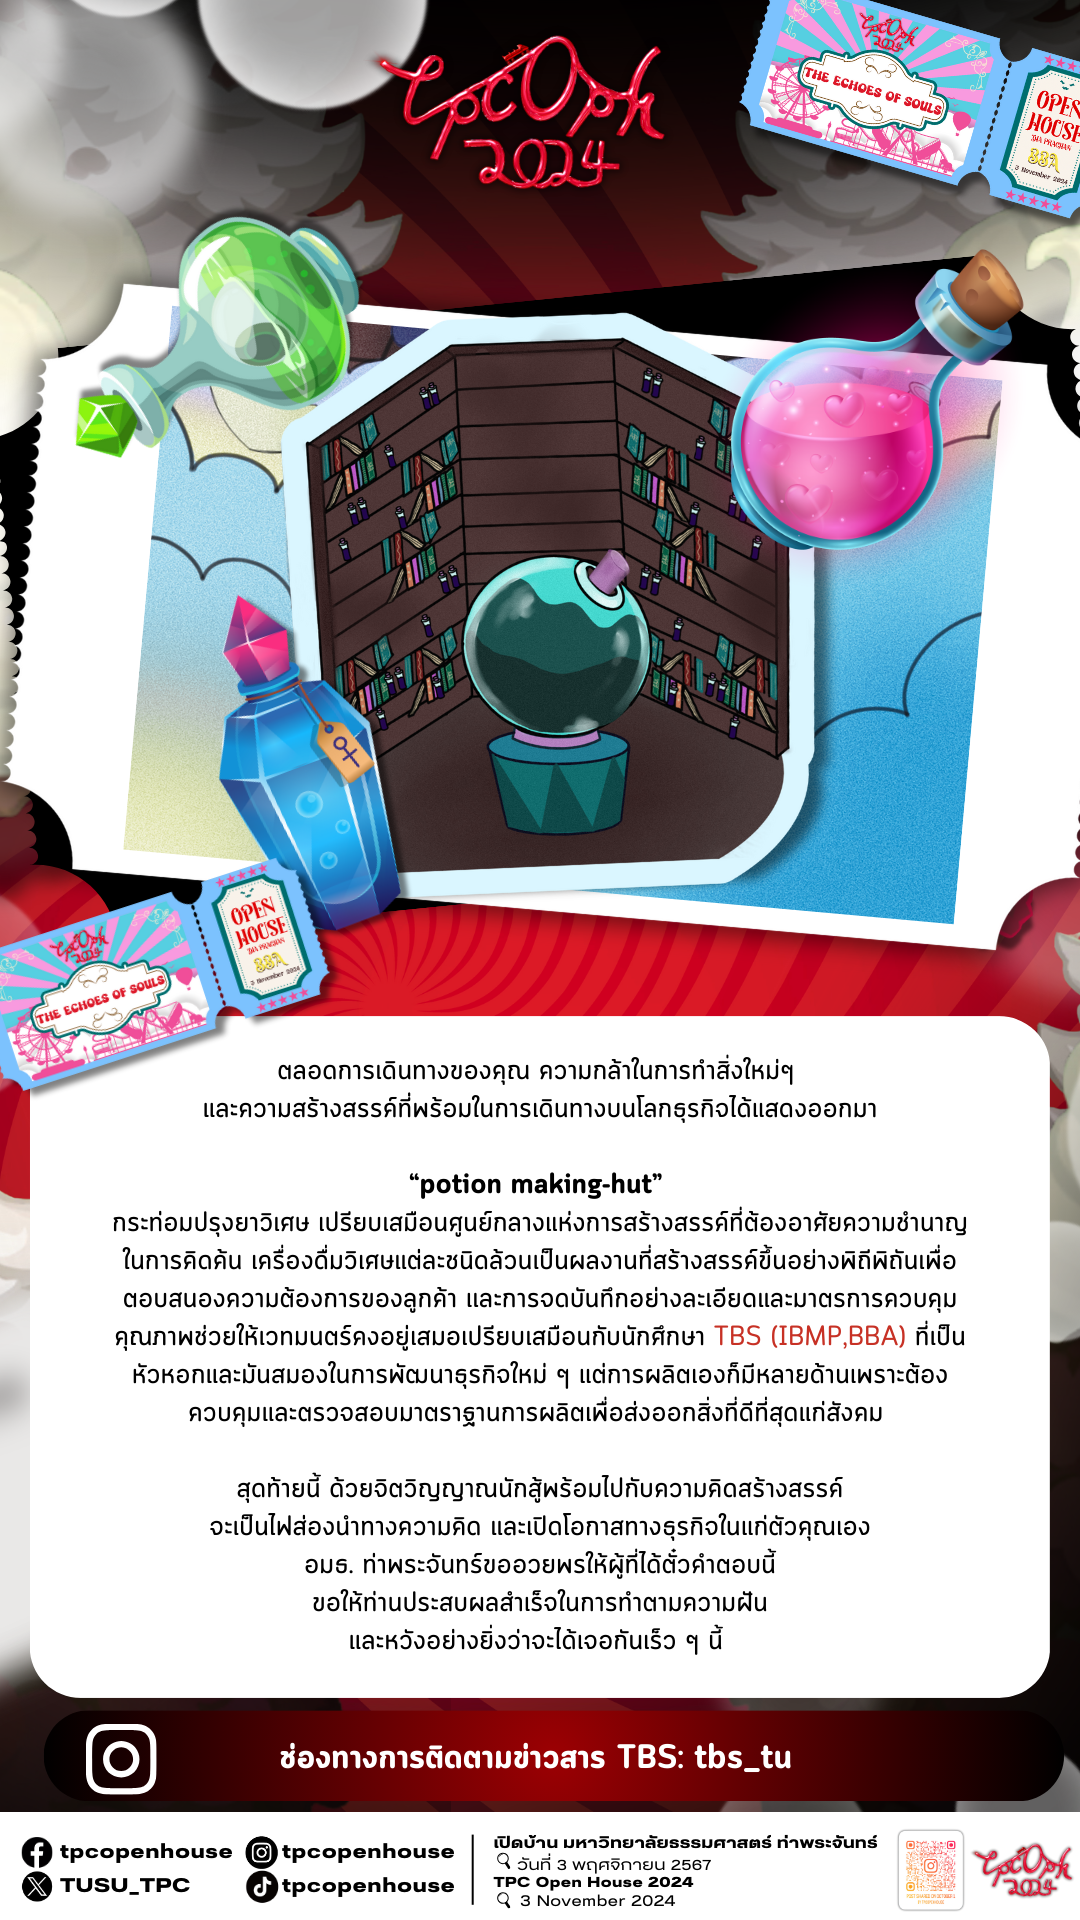 TpcOph
2024
TpcOph
2024
THE ECHOES OF SOULS
OPEN
HOUSE
THA PRACHAN
3 November 2024
TpcOph
2024
THE ECHOES OF SOULS
OPEN
HOUSE
THA PRACHAN
3 November 2024
ตลอดการเดินทางของคุณ ความกล้าในการทำสิ่งใหม่ๆ
และความสร้างสรรค์ที่พร้อมในการเดินทางบนโลกธุรกิจได้แสดงออกมา
“potion making-hut”
กระท่อมปรุงยาวิเศษ เปรียบเสมือนศูนย์กลางแห่งการสร้างสรรค์ที่ต้องอาศัยความชำนาญ
ในการคิดค้น เครื่องดื่มวิเศษแต่ละชนิดล้วนเป็นผลงานที่สร้างสรรค์ขึ้นอย่างพิถีพิถันเพื่อ
ตอบสนองความต้องการของลูกค้า และการจดบันทึกอย่างละเอียดและมาตรการควบคุม
คุณภาพช่วยให้เวทมนตร์คงอยู่เสมอเปรียบเสมือนกับนักศึกษา TBS (IBMP,BBA) ที่เป็น
หัวหอกและมันสมองในการพัฒนาธุรกิจใหม่ ๆ แต่การผลิตเองก็มีหลายด้านเพราะต้อง
ควบคุมและตรวจสอบมาตราฐานการผลิตเพื่อส่งออกสิ่งที่ดีที่สุดแก่สังคม
สุดท้ายนี้ ด้วยจิตวิญญาณนักสู้พร้อมไปกับความคิดสร้างสรรค์
จะเป็นไฟส่องนำทางความคิด และเปิดโอกาสทางธุรกิจในแก่ตัวคุณเอง
อมธ. ท่าพระจันทร์ขออวยพรให้ผู้ที่ได้ตั๋วคำตอบนี้
ขอให้ท่านประสบผลสำเร็จในการทำตามความฝัน
และหวังอย่างยิ่งว่าจะได้เจอกันเร็ว ๆ นี้
ช่องทางการติดตามข่าวสาร TBS: tbs_tu
tpcopenhouse
tpcopenhouse
TUSU_TPC
tpcopenhouse
เปิดบ้าน มหาวิทยาลัยธรรมศาสตร์ ท่าพระจันทร์
วันที่ 3 พฤศจิกายน 2567
TPC Open House 2024
3 November 2024
TpcOph
2024